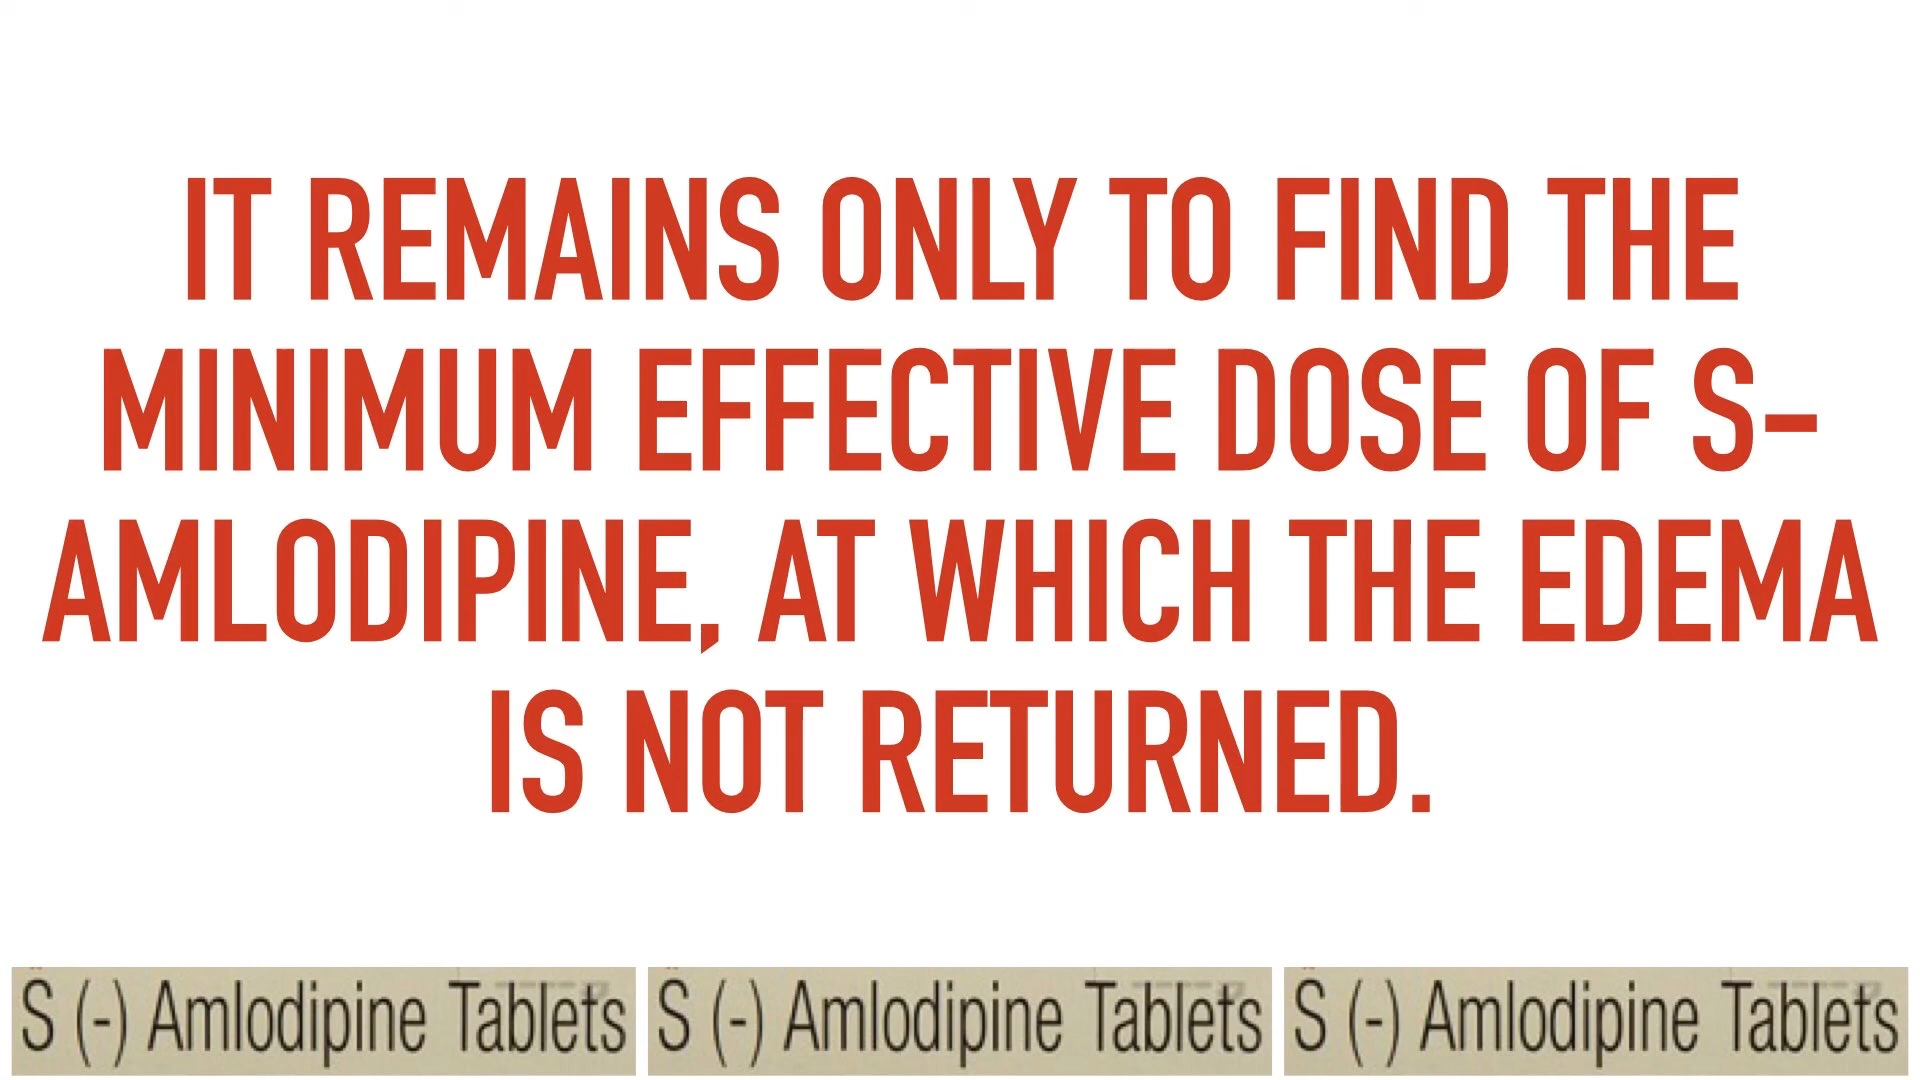 IT REMAINS ONLY TO FIND THE
MINIMUM EFFECTIVE DOSE OF S-
AMLODIPINE, AT WHICH THE EDEMA
IS NOT RETURNED.
S (-) Amlodipine Tablets S (-) Amlodipine Tablets S (-) Amlodipine Tablets